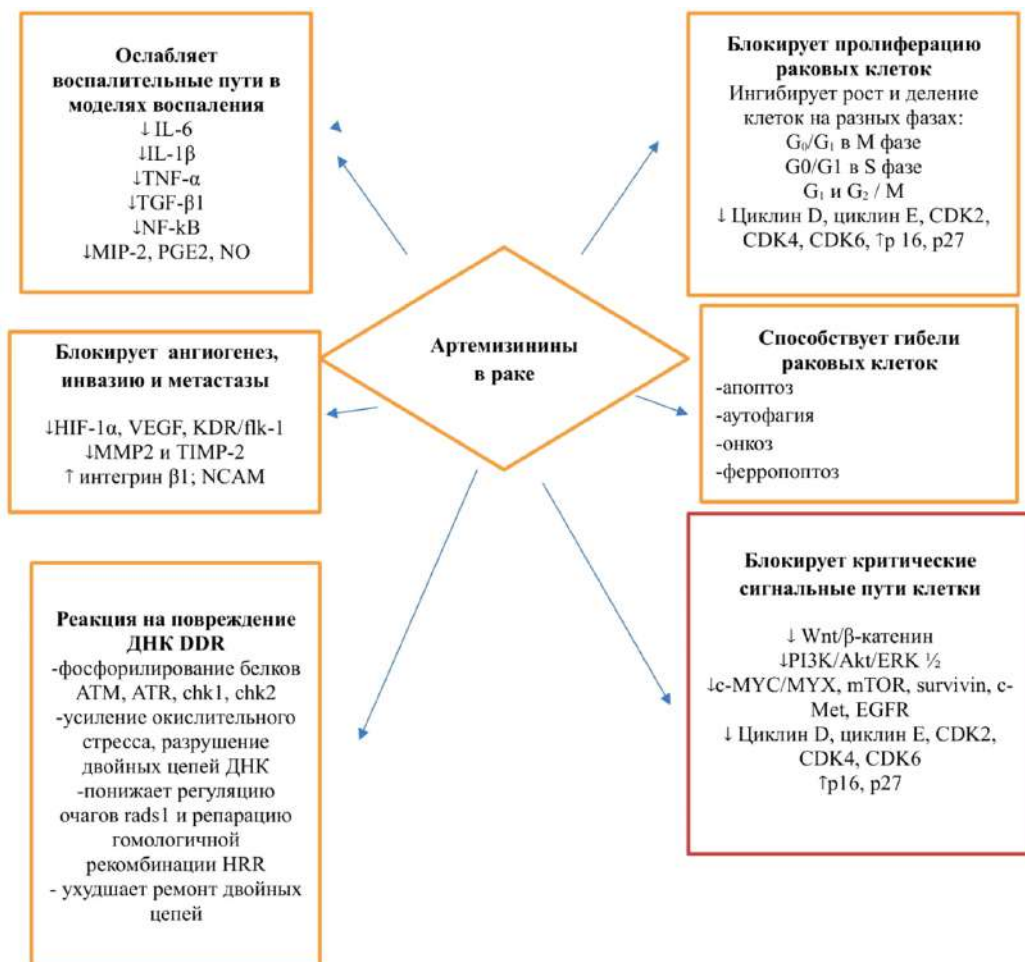 Ослабляет
воспалительные пути в
моделях воспаления
↓ IL-6
↓IL-1β
↓TNF-α
↓TGF-β1
↓NF-kB
↓MIP-2, PGE2, NO
Блокирует пролиферацию
раковых клеток
Ингибирует рост и деление
клеток на разных фазах:
G₀/G₁ в М фазе
G0/G1 в S фазе
G₁ и G₂ / M
↓ Циклин D, циклин E, CDK2,
CDK4, CDK6, ↑p 16, p27
Артемизинины
в раке
Блокирует ангиогенез,
инвазию и метастазы
↓HIF-1α, VEGF, KDR/flk-1
↓MMP2 и TIMP-2
↑ интегрин β1; NCAM
Способствует гибели
раковых клеток
-апоптоз
-аутофагия
-онкоз
-ферропоптоз
Реакция на повреждение
ДНК DDR
-фосфорилирование белков
ATM, ATR, chk1, chk2
-усиление окислительного
стресса, разрушение
двойных цепей ДНК
-понижает регуляцию
очагов rads1 и репарацию
гомологичной
рекомбинации HRR
- ухудшает ремонт двойных
цепей
Блокирует критические
сигнальные пути клетки
↓ Wnt/β-катенин
↓PI3K/Akt/ERK ½
↓c-MYC/MYX, mTOR, survivin, c-
Met, EGFR
↓ Циклин D, циклин E, CDK2,
CDK4, CDK6
↑p16, p27